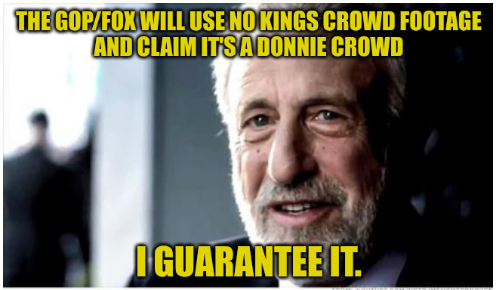 THE GOP/FOX WILL USE NO KINGS CROWD FOOTAGE
AND CLAIM IT'S A DONNIE CROWD
I GUARANTEE IT.